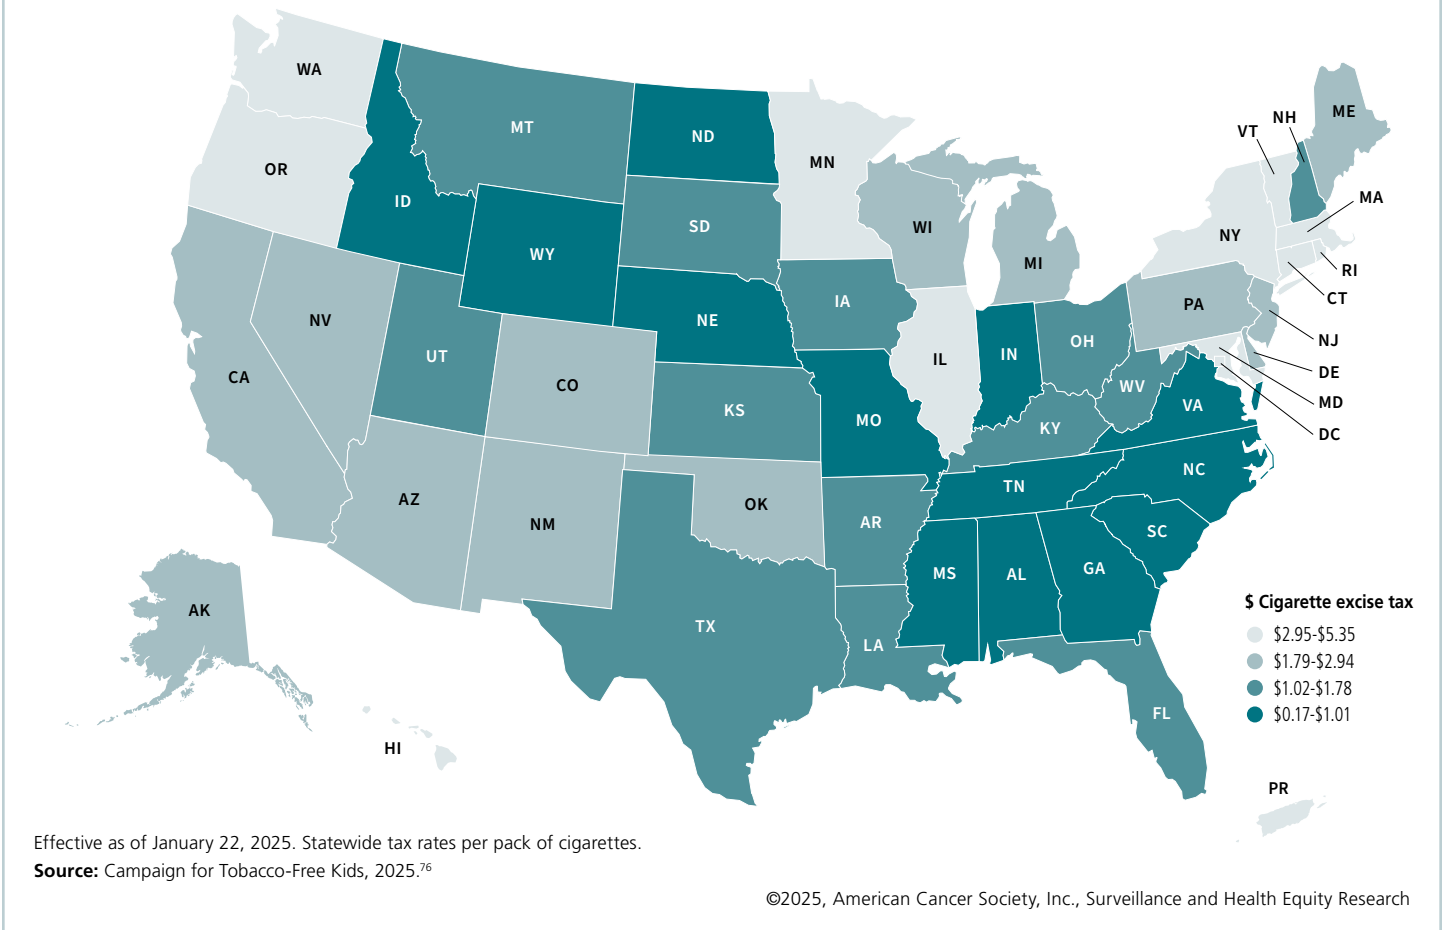 WA
MT
ND
MN
OR
ID
SD
WI
MI
WY
IA
NE
NV
UT
CA
CO
KS
MO
IL
IN
OH
KY
WV
VA
NC
TN
SC
AZ
NM
OK
AR
MS
AL
GA
TX
LA
FL
AK
HI
PR
ME
NH
VT
MA
NY
RI
CT
PA
NJ
DE
MD
DC
$ Cigarette excise tax
$2.95-$5.35
$1.79-$2.94
$1.02-$1.78
$0.17-$1.01
Effective as of January 22, 2025. Statewide tax rates per pack of cigarettes.
Source: Campaign for Tobacco-Free Kids, 2025.76
©2025, American Cancer Society, Inc., Surveillance and Health Equity Research